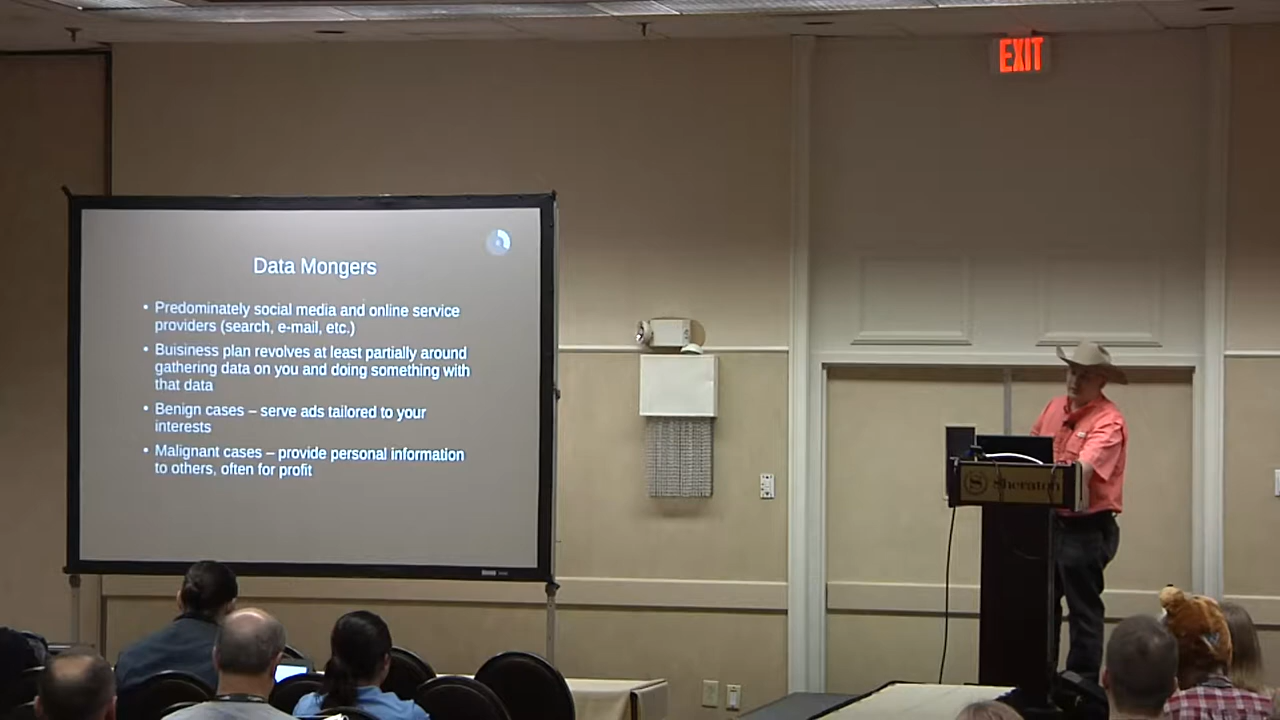 EXIT
Data Mongers
• Predominately social media and online service
providers (search, e-mail, etc.)
• Buisiness plan revolves at least partially around
gathering data on you and doing something with
that data
• Benign cases – serve ads tailored to your
interests
• Malignant cases – provide personal information
to others, often for profit
S Sheraton